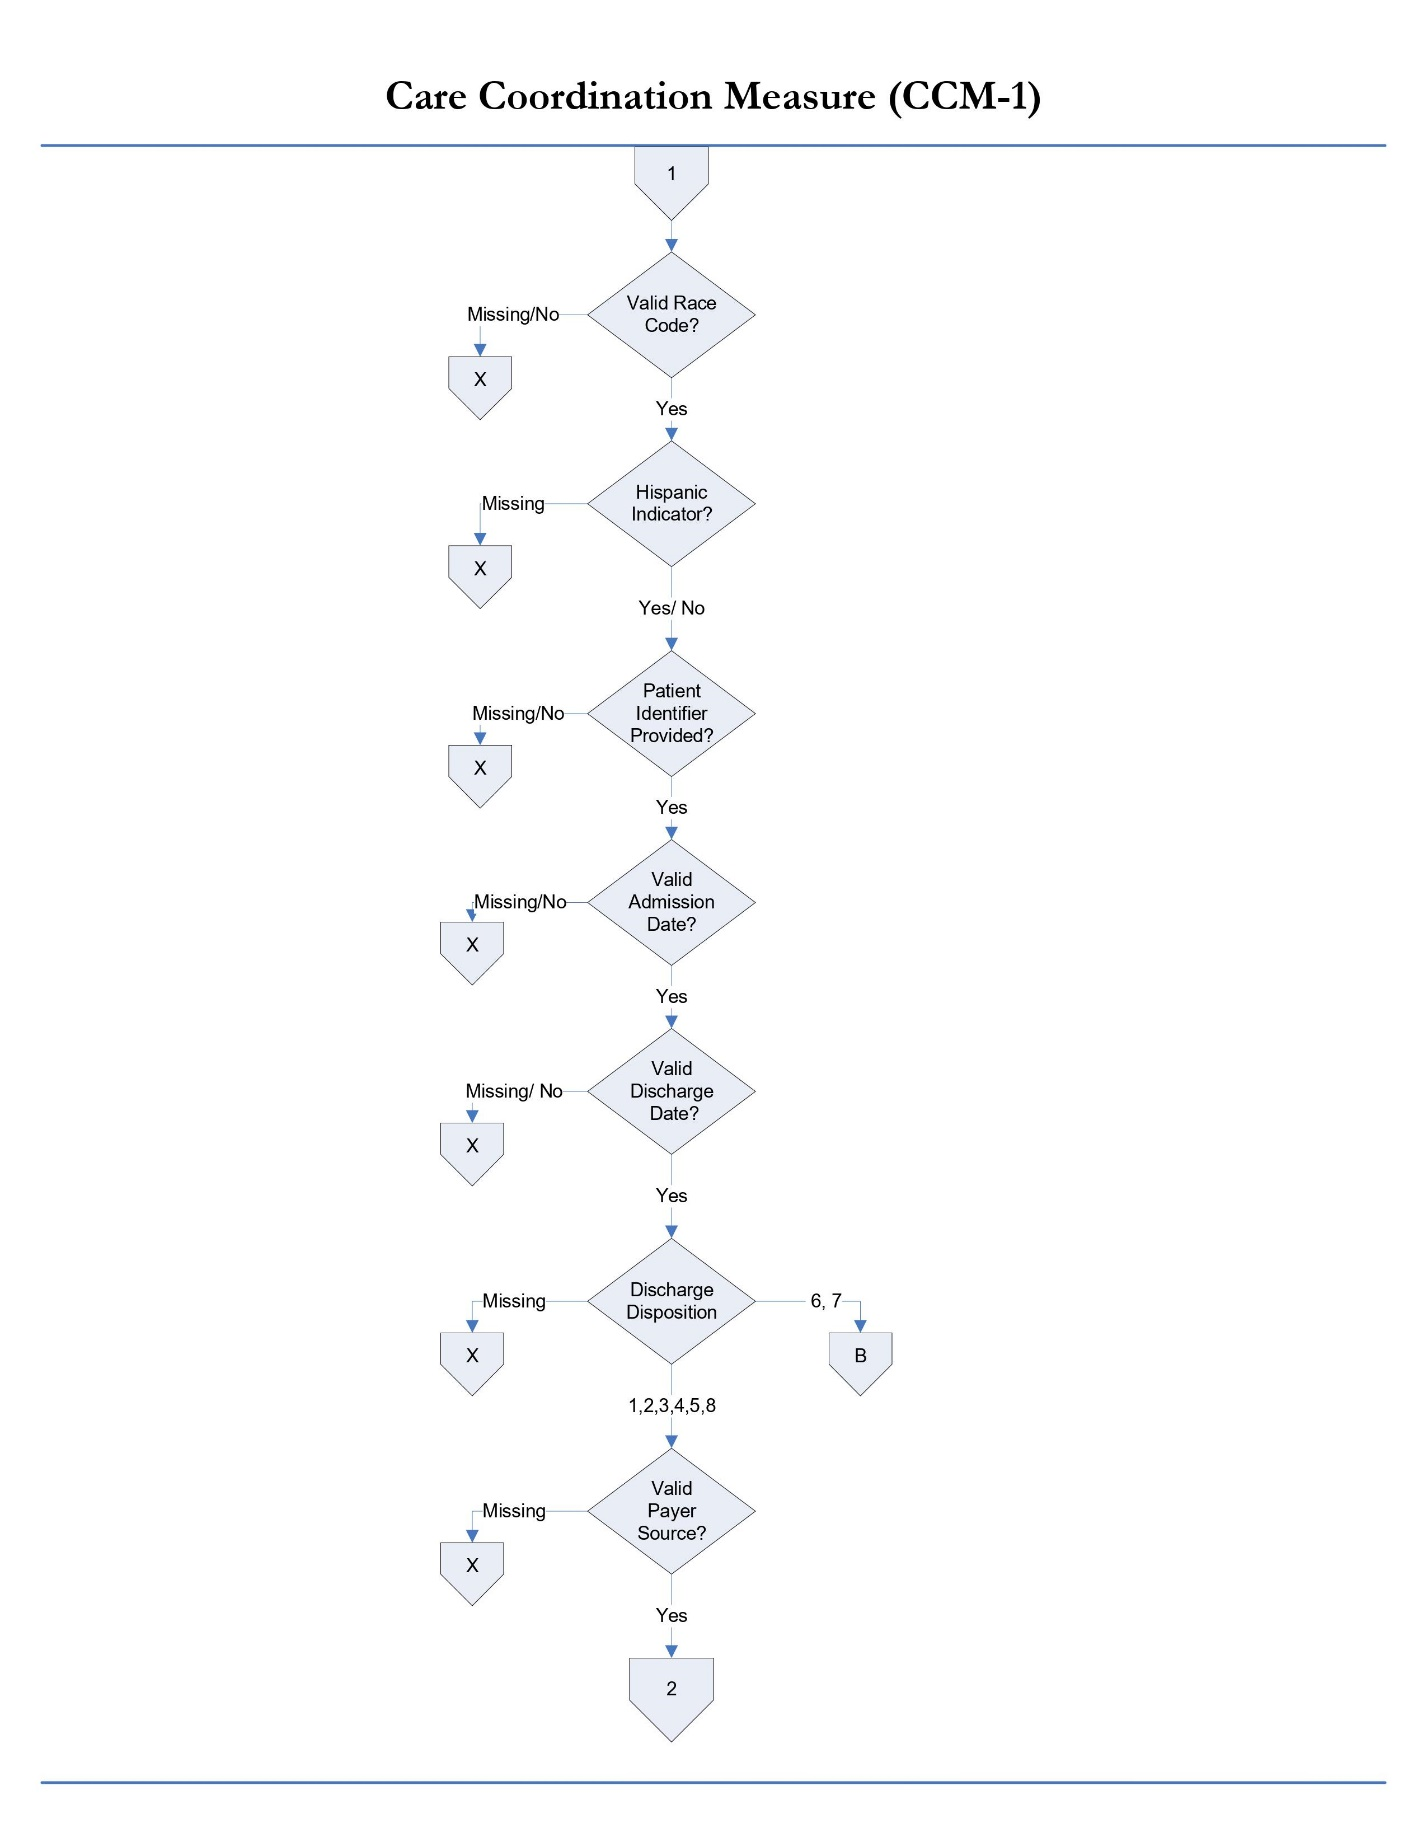 Care Coordination Measure (CCM-1)
1
Valid Race
Code?
Missing/No
X
Yes
Hispanic
Indicator?
Missing
X
Yes/ No
Patient
Identifier
Provided?
Missing/No
X
Yes
Valid
Admission
Date?
Missing/No
X
Yes
Valid
Discharge
Date?
Missing/ No
X
Yes
Discharge
Disposition
Missing
6, 7
X
B
1,2,3,4,5,8
Valid
Payer
Source?
Missing
X
Yes
2